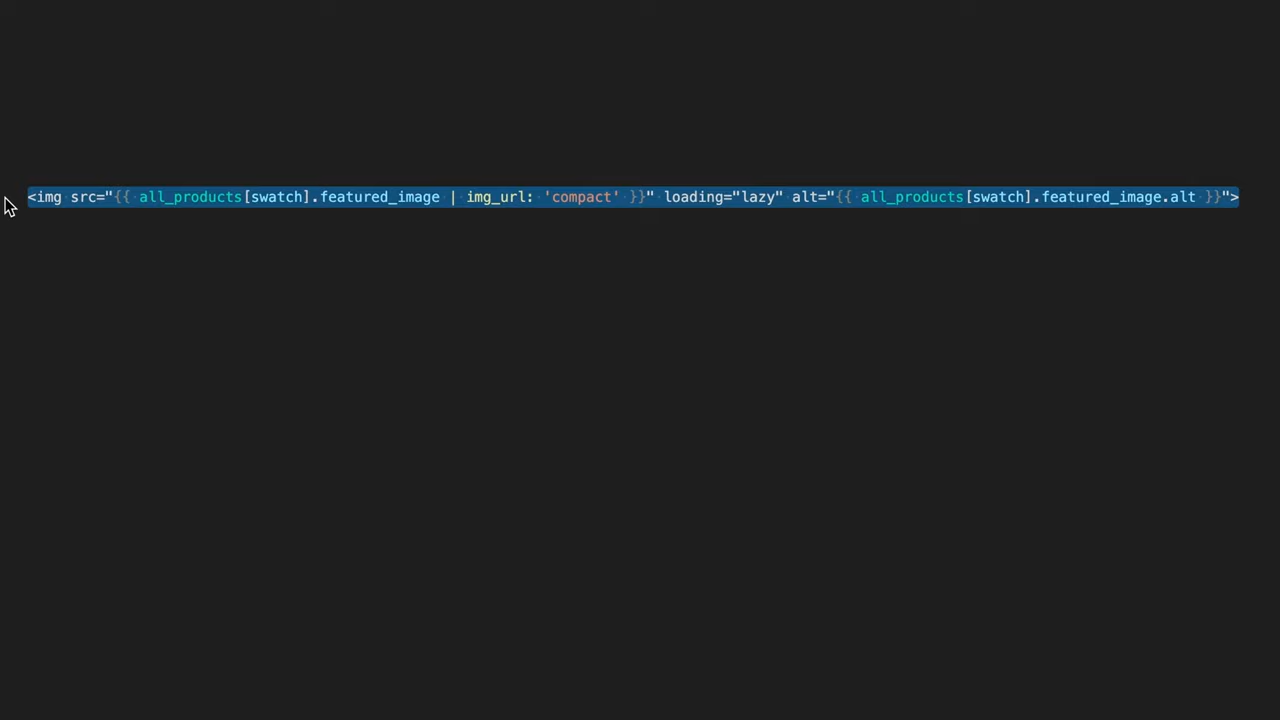 <img src="{{ all_products[swatch].featured_image | img_url: 'compact' }}" loading="lazy" alt="{{ all_products[swatch].featured_image.alt }}">